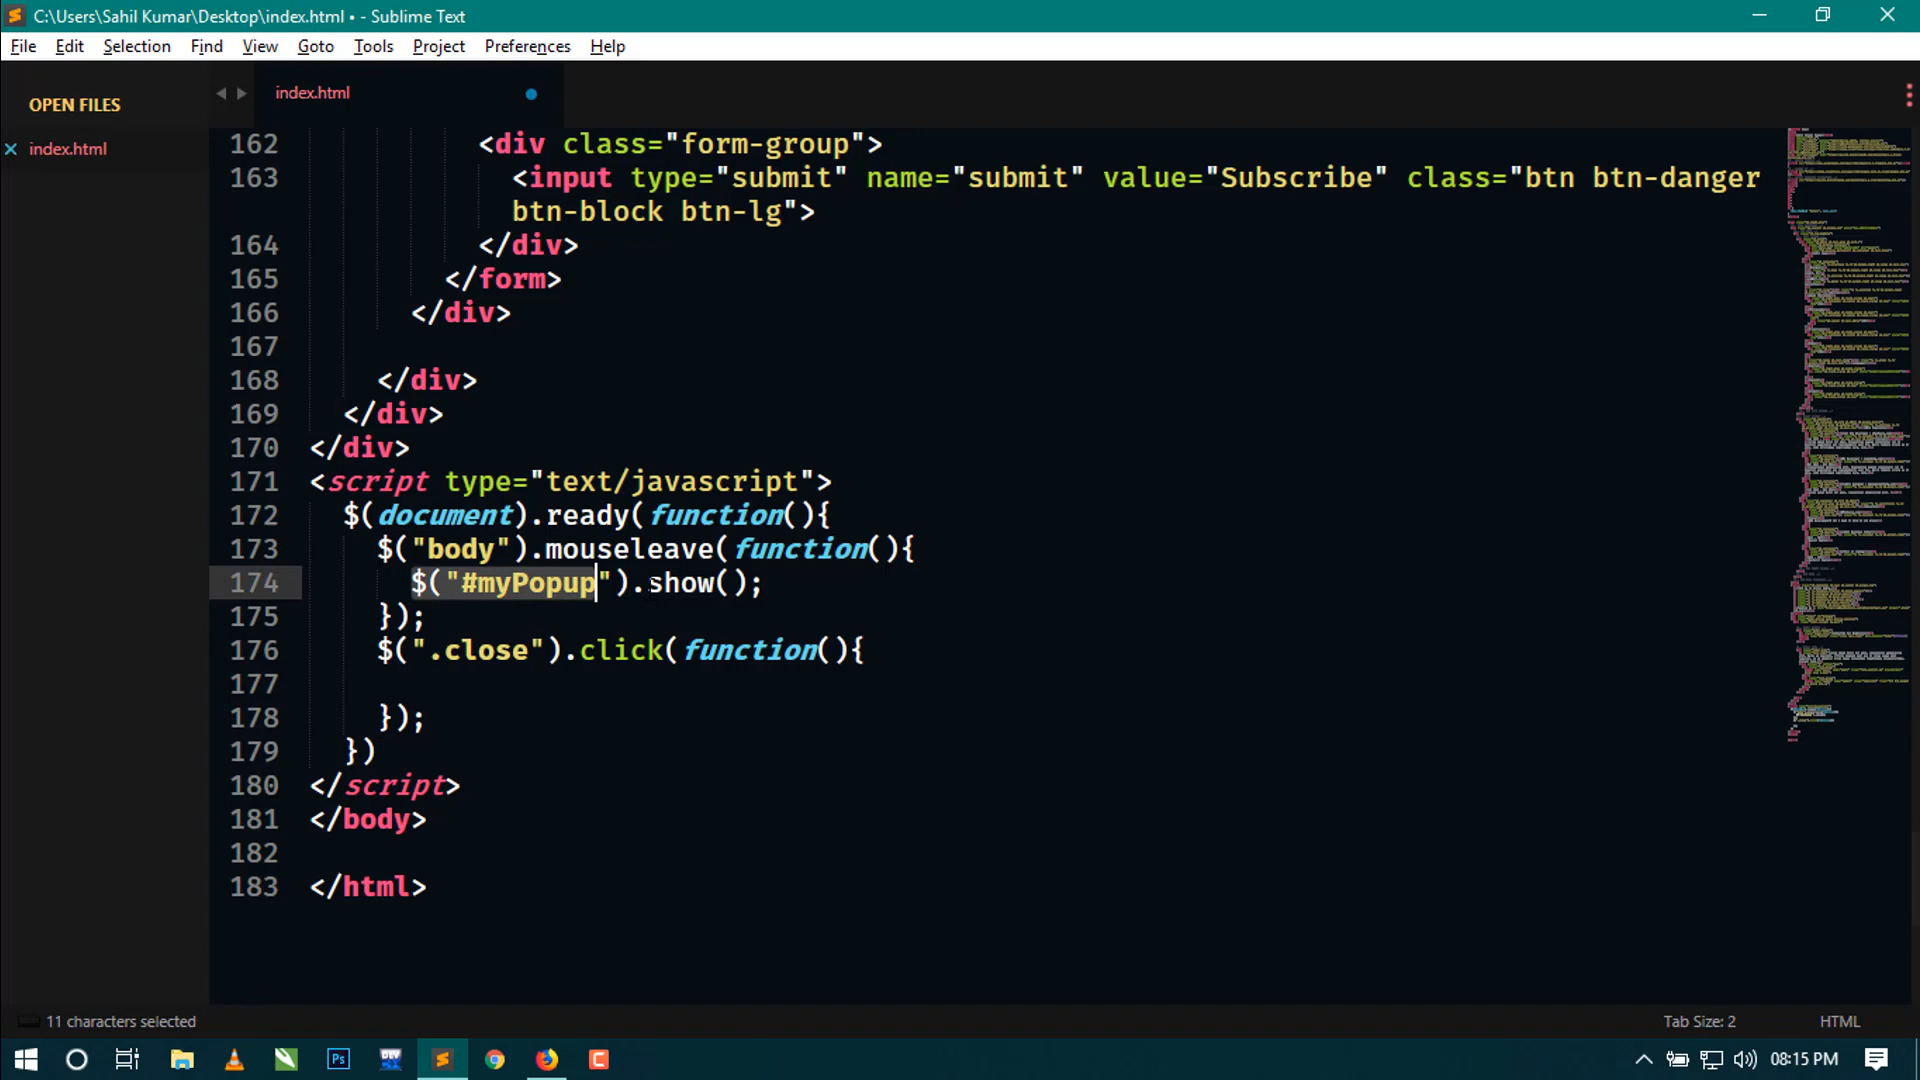 C:\Users\Sahil Kumar\Desktop\index.html • - Sublime Text
File Edit Selection Find View Goto Tools Project Preferences Help
OPEN FILES
index.html
index.html
162 <div class="form-group">
163 <input type="submit" name="submit" value="Subscribe" class="btn btn-danger
btn-block btn-lg">
164 </div>
165 </form>
166 </div>
167
168 </div>
169 </div>
170 </div>
171 <script type="text/javascript">
172 $(document).ready(function(){
173 $("body").mouseleave(function(){
174 $("#myPopup").show();
175 });
176 $(".close").click(function(){
177
178 });
179 })
180 </script>
181 </body>
182
183 </html>
11 characters selected
Tab Size: 2
HTML
Ps
08:15 PM